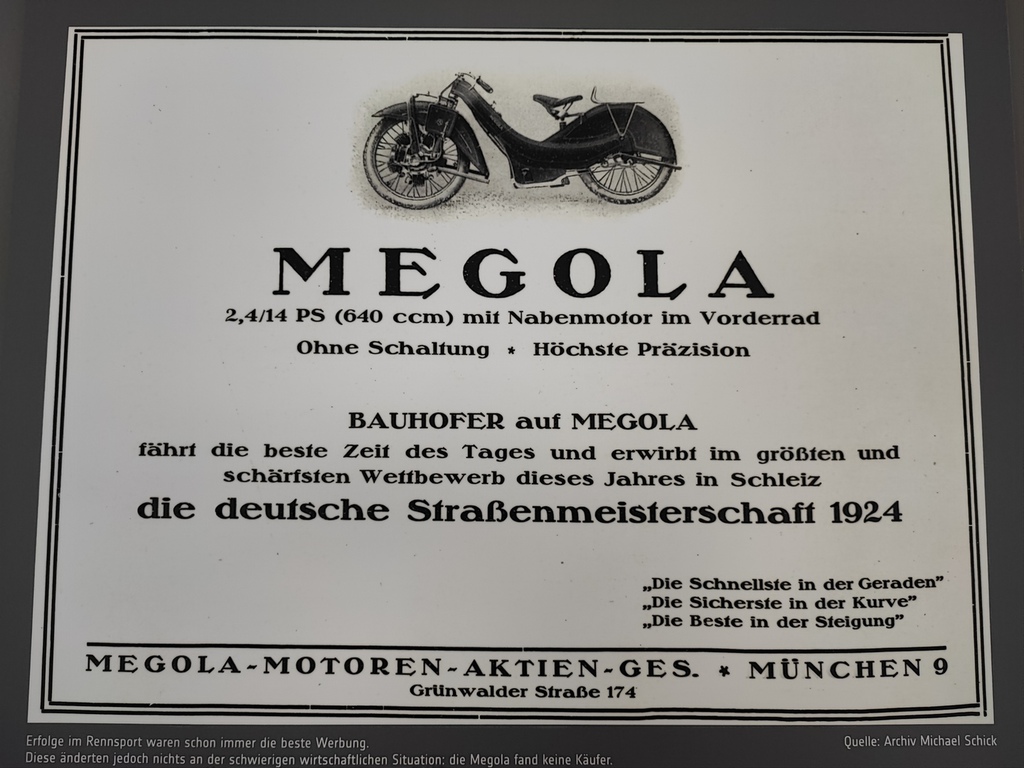 MEGOLA
2,4/14 PS (640 ccm) mit Nabenmotor im Vorderrad
Ohne Schaltung * Höchste Präzision
BAUHOFER auf MEGOLA
fährt die beste Zeit des Tages und erwirbt im größten und
schärfsten Wettbewerb dieses Jahres in Schleiz
die deutsche Straßenmeisterschaft 1924
„Die Schnellste in der Geraden”
„Die Sicherste in der Kurve”
„Die Beste in der Steigung”
MEGOLA-MOTOREN-AKTIEN-GES. * MÜNCHEN 9
Grünwalder Straße 174
Erfolge im Rennsport waren schon immer die beste Werbung.
Diese änderten jedoch nichts an der schwierigen wirtschaftlichen Situation: die Megola fand keine Käufer.
Quelle: Archiv Michael Schick